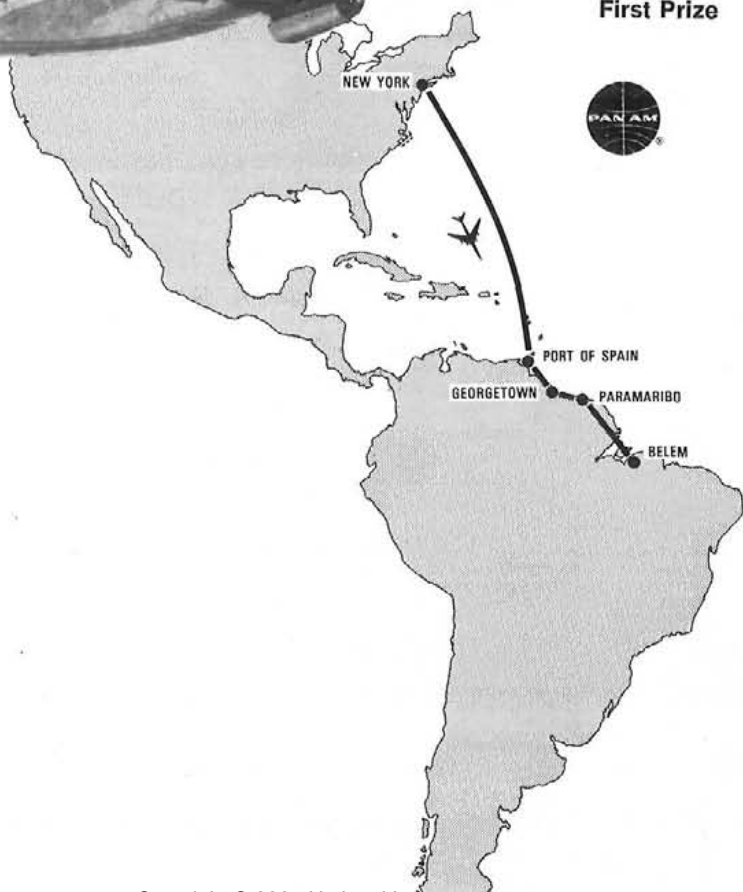 First Prize
NEW YORK
PAN AM
®
PORT OF SPAIN
GEORGETOWN
PARAMARIBO
BELEM